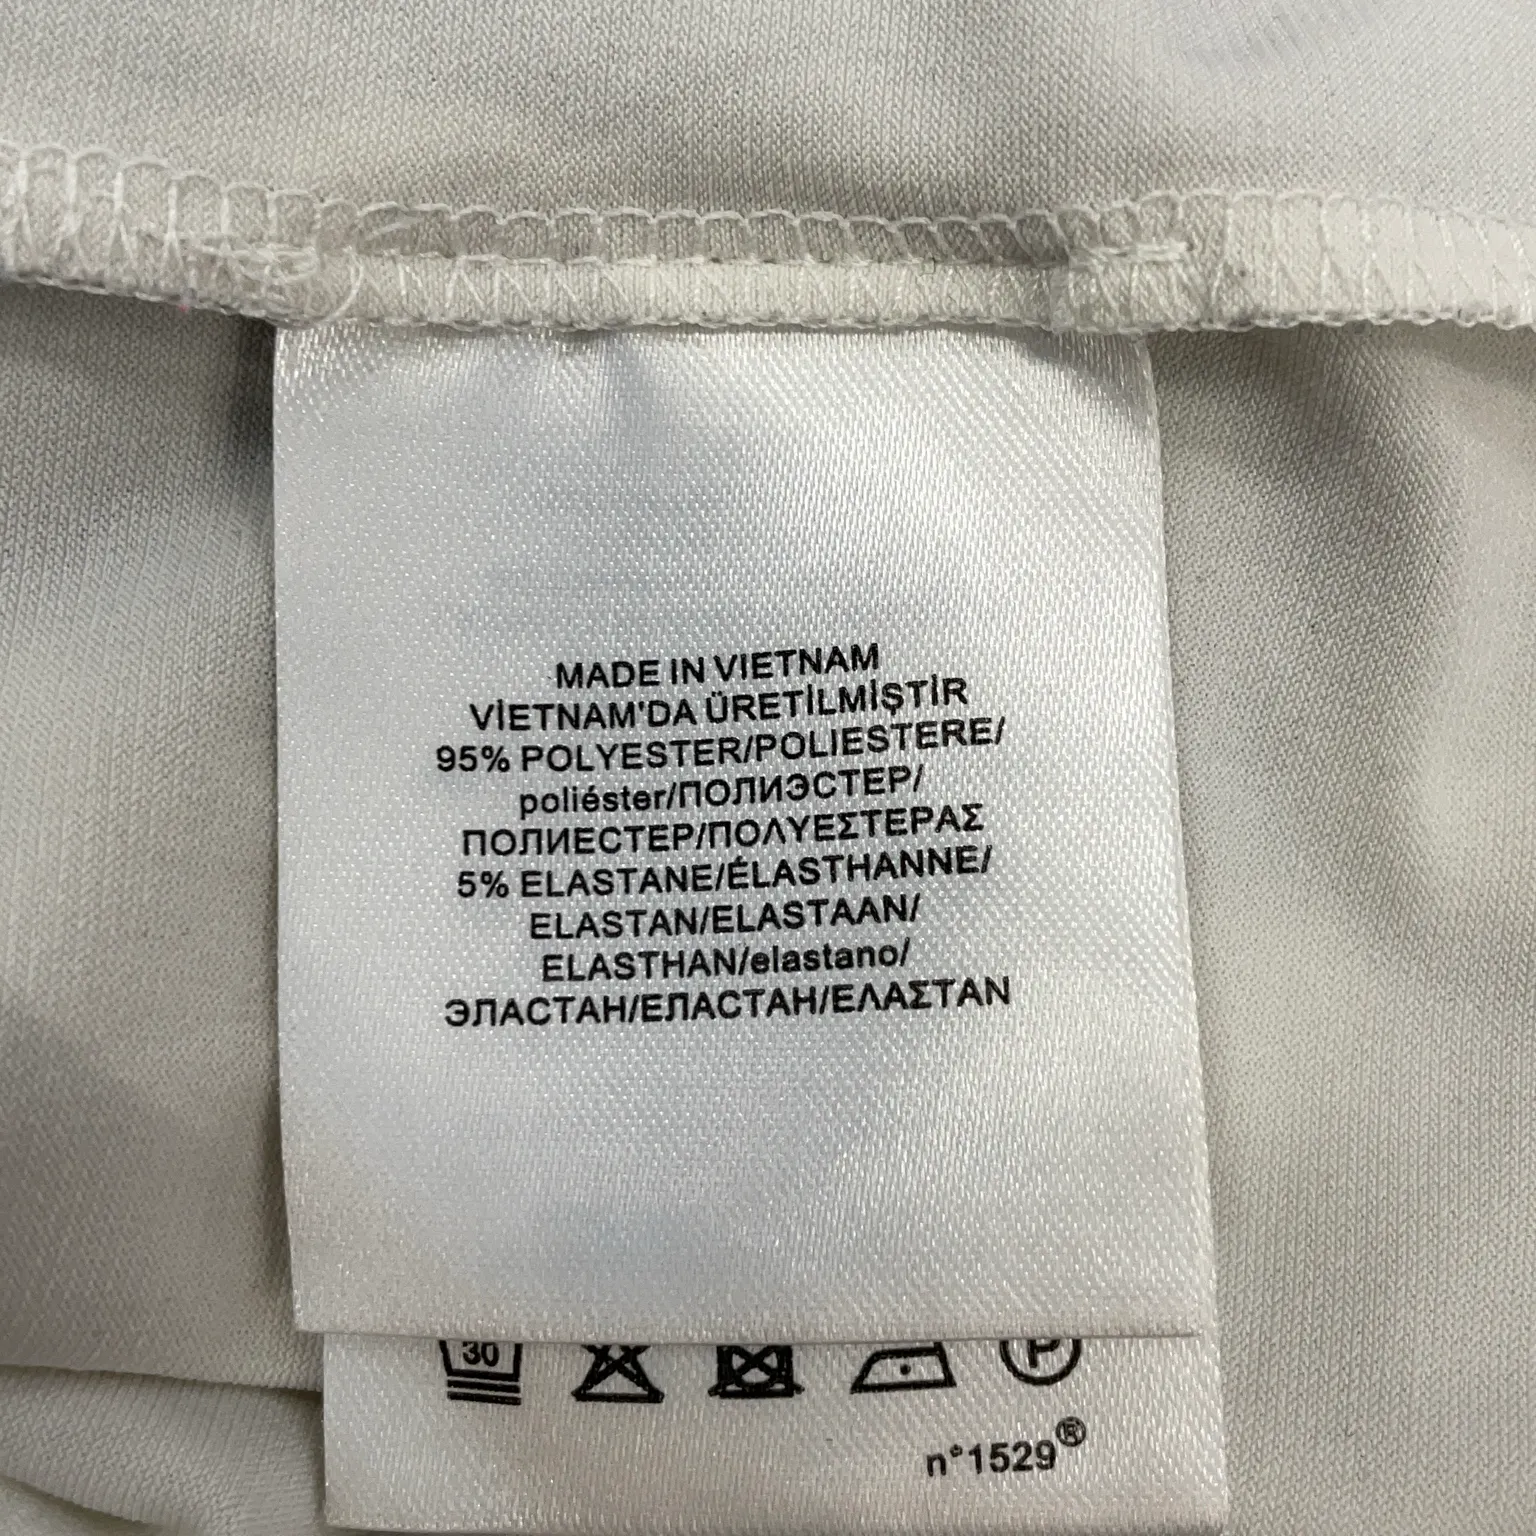 MADE IN VIETNAM
VİETNAM'DA ÜRETİLMİŞTİR
95% POLYESTER/POLIESTERE/
poliéster/ПОЛИЭСТЕР/
ПОЛИЕСТЕР/ΠΟΛΥΕΣΤΕΡΑΣ
5% ELASTANE/ÉLASTHANNE/
ELASTAN/ELASTAAN/
ELASTHAN/elastano/
ЭЛАСТАН/ЕЛАСТАН/ΕΛΑΣΤΑΝ
30 P
n°1529®